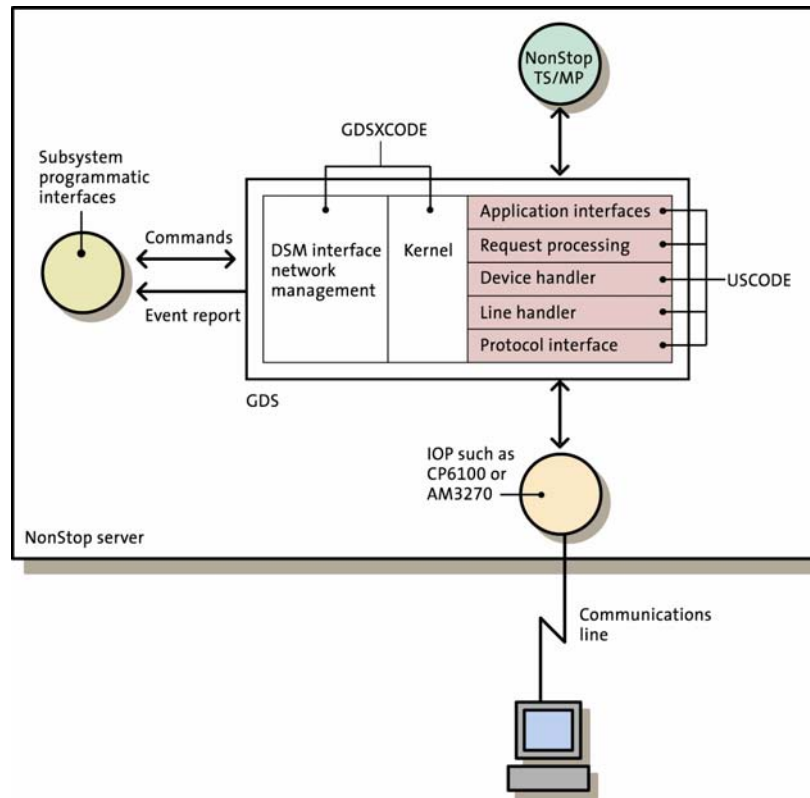 NonStop
TS/MP
GDSXCODE
Subsystem
programmatic
interfaces
Commands
Event report
DSM interface
network
management
Kernel
Application interfaces
Request processing
Device handler
Line handler
Protocol interface
USCODE
GDS
IOP such as
CP6100 or
AM3270
NonStop server
Communications
line